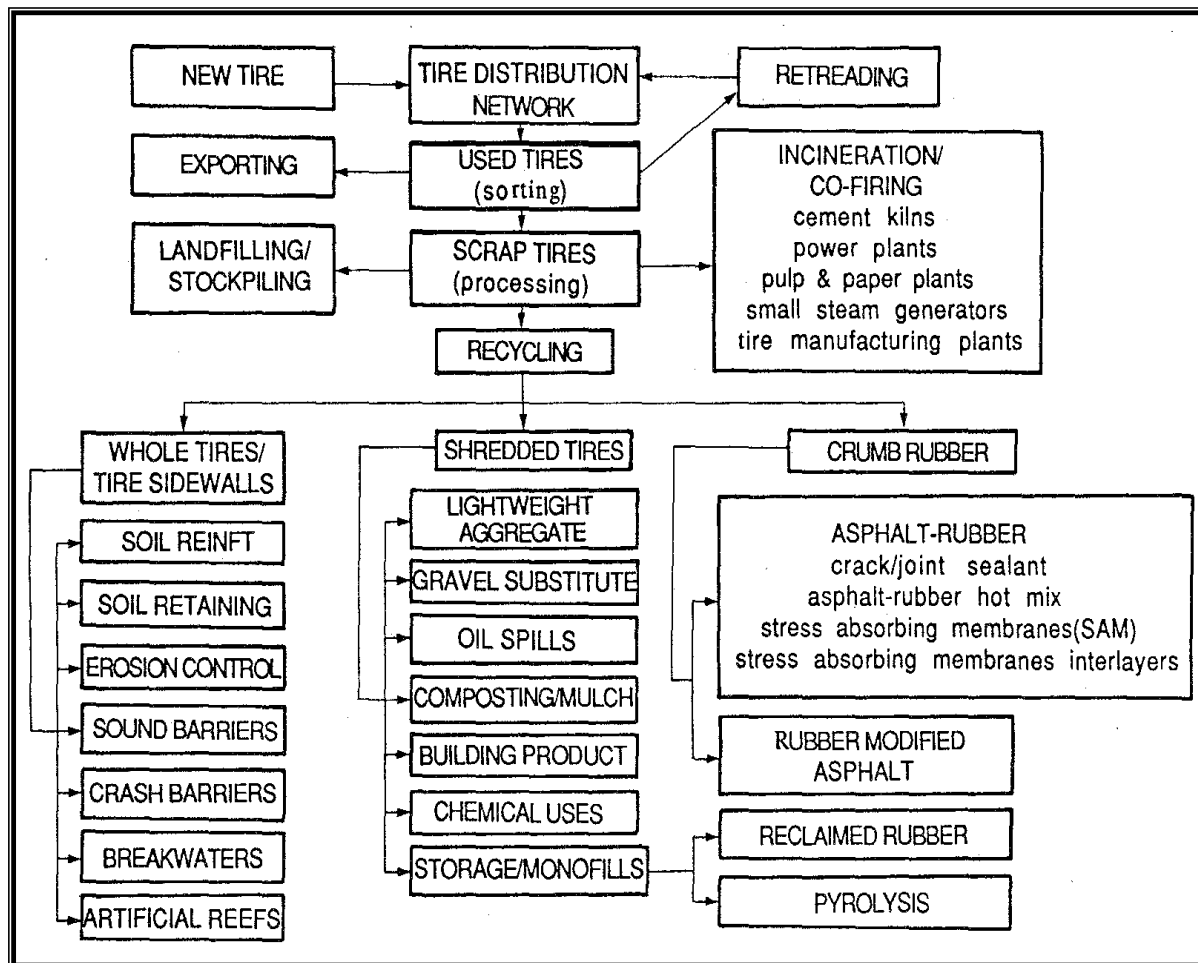 NEW TIRE
TIRE DISTRIBUTION
NETWORK
RETREADING
EXPORTING
USED TIRES
(sorting)
INCINERATION/
CO-FIRING
cement kilns
power plants
pulp & paper plants
small steam generators
tire manufacturing plants
LANDFILLING/
STOCKPILING
SCRAP TIRES
(processing)
RECYCLING
WHOLE TIRES/
TIRE SIDEWALLS
SOIL REINFT
SOIL RETAINING
EROSION CONTROL
SOUND BARRIERS
CRASH BARRIERS
BREAKWATERS
ARTIFICIAL REEFS
SHREDDED TIRES
LIGHTWEIGHT
AGGREGATE
GRAVEL SUBSTITUTE
OIL SPILLS
COMPOSTING/MULCH
BUILDING PRODUCT
CHEMICAL USES
STORAGE/MONOFILLS
CRUMB RUBBER
ASPHALT-RUBBER
crack/joint sealant
asphalt-rubber hot mix
stress absorbing membranes(SAM)
stress absorbing membranes interlayers
RUBBER MODIFIED
ASPHALT
RECLAIMED RUBBER
PYROLYSIS